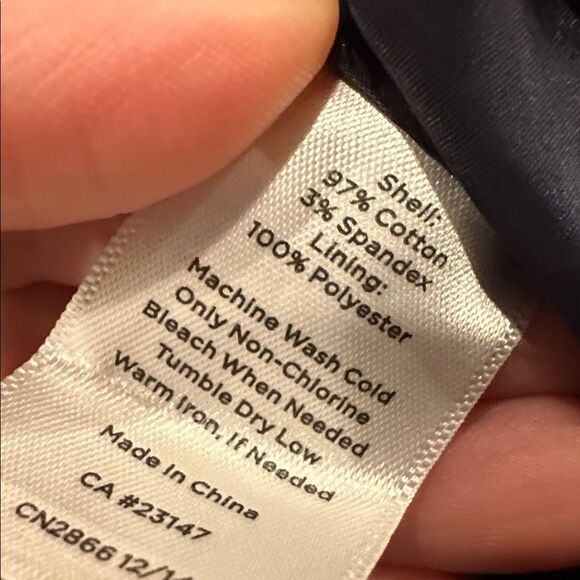 Shell:
97% Cotton
3% Spandex
Lining:
100% Polyester
Machine Wash Cold
Only Non-Chlorine
Bleach When Needed
Tumble Dry Low
Warm Iron, If Needed
Made In China
CA #23147
CN2866 12/1/